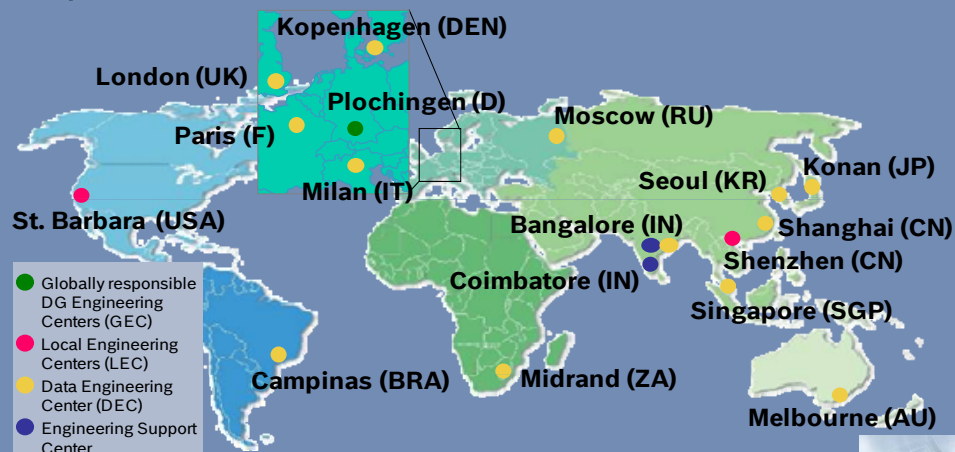 Kopenhagen (DEN)
London (UK)
Plochingen (D)
Paris (F)
Milan (IT)
Moscow (RU)
Konan (JP)
Seoul (KR)
St. Barbara (USA)
Bangalore (IN)
Shanghai (CN)
Shenzhen (CN)
Coimbatore (IN)
Singapore (SGP)
Campinas (BRA)
Midrand (ZA)
Melbourne (AU)
Globally responsible
DG Engineering
Centers (GEC)
Local Engineering
Centers (LEC)
Data Engineering
Center (DEC)
Engineering Support
Center